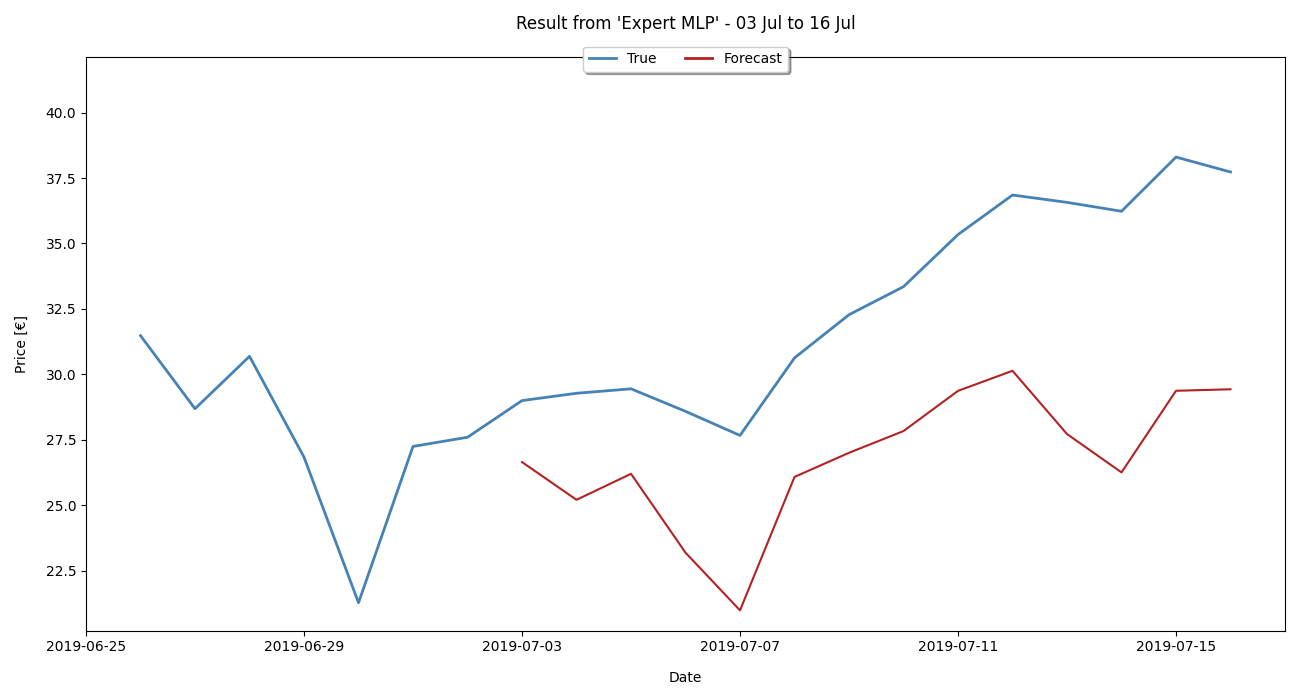 Result from 'Expert MLP' - 03 Jul to 16 Jul
True Forecast
40.0
37.5
35.0
32.5
30.0
27.5
25.0
22.5
Price [€]
2019-06-25 2019-06-29 2019-07-03 2019-07-07 2019-07-11 2019-07-15
Date